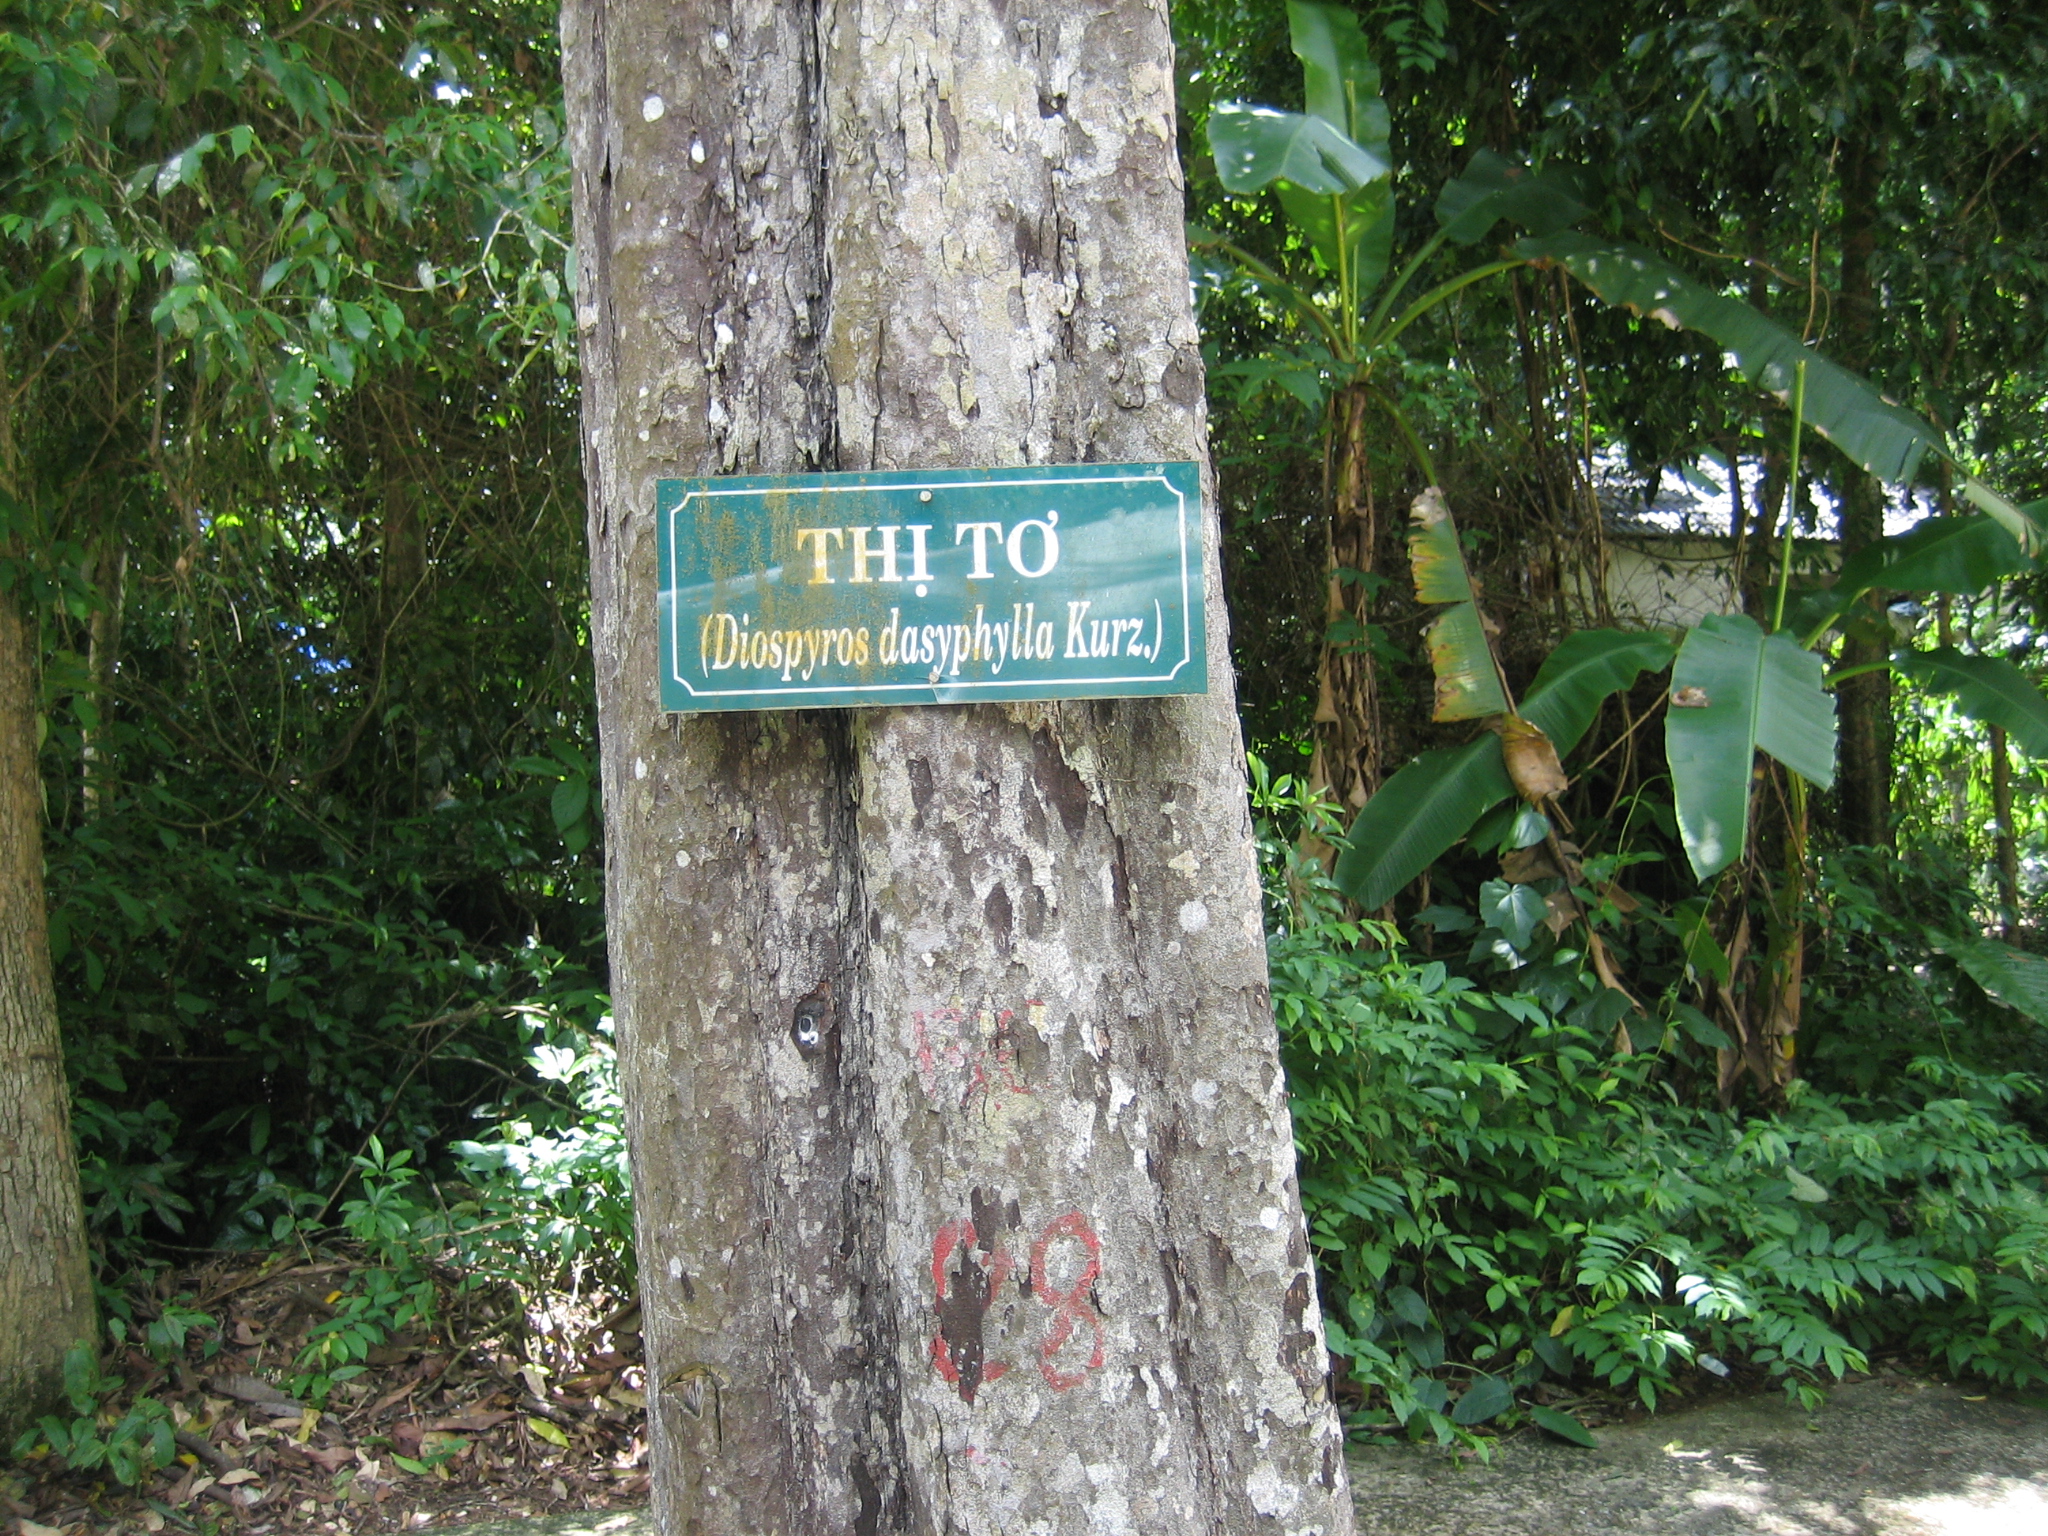 THỊ TƠ
(Diospyros dasyphylla Kurz.)